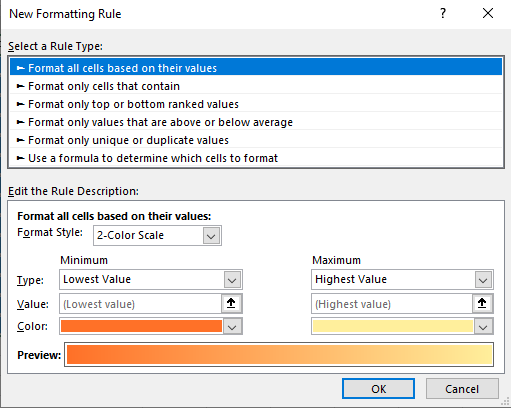 New Formatting Rule
Select a Rule Type:
► Format all cells based on their values
► Format only cells that contain
► Format only top or bottom ranked values
► Format only values that are above or below average
► Format only unique or duplicate values
► Use a formula to determine which cells to format
Edit the Rule Description:
Format all cells based on their values:
Format Style: 2-Color Scale
Minimum Maximum
Type: Lowest Value Highest Value
Value: (Lowest value) (Highest value)
Color:
Preview:
OK Cancel